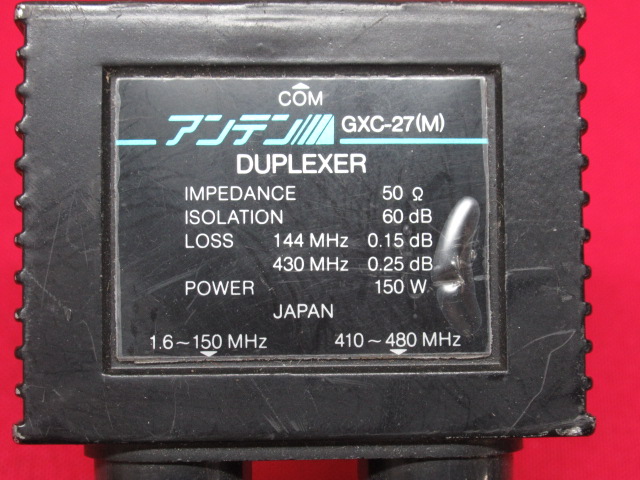 COM
アンテン GXC-27(M)
DUPLEXER
IMPEDANCE 50 Ω
ISOLATION 60 dB
LOSS 144 MHz 0.15 dB
430 MHz 0.25 dB
POWER 150 W
JAPAN
1.6~150 MHz 410~480 MHz